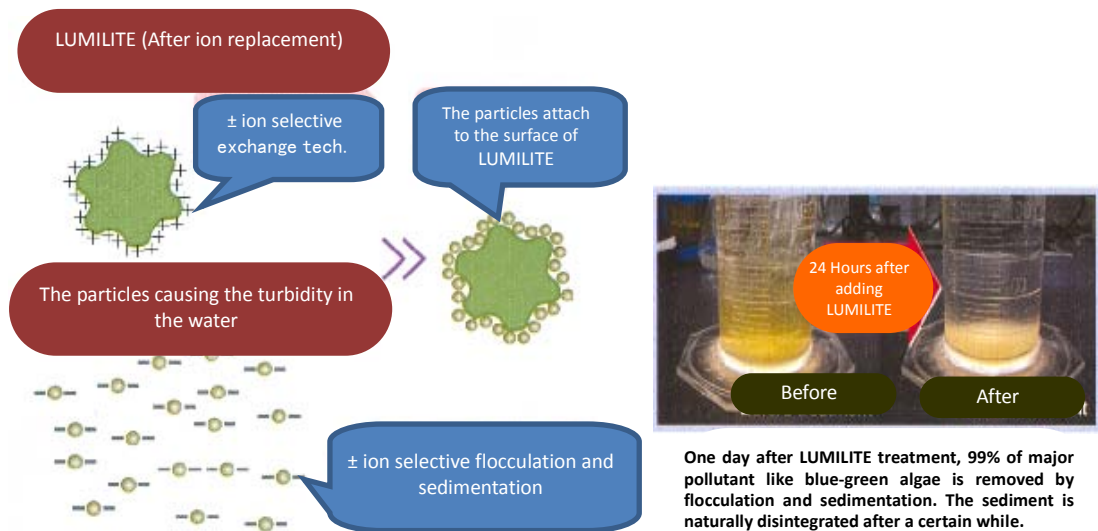 LUMILITE (After ion replacement)
± ion selective
exchange tech.
The particles attach
to the surface of
LUMILITE
The particles causing the turbidity in
the water
± ion selective flocculation and
sedimentation
24 Hours after
adding
LUMILITE
Before
After
One day after LUMILITE treatment, 99% of major
pollutant like blue-green algae is removed by
flocculation and sedimentation. The sediment is
naturally disintegrated after a certain while.